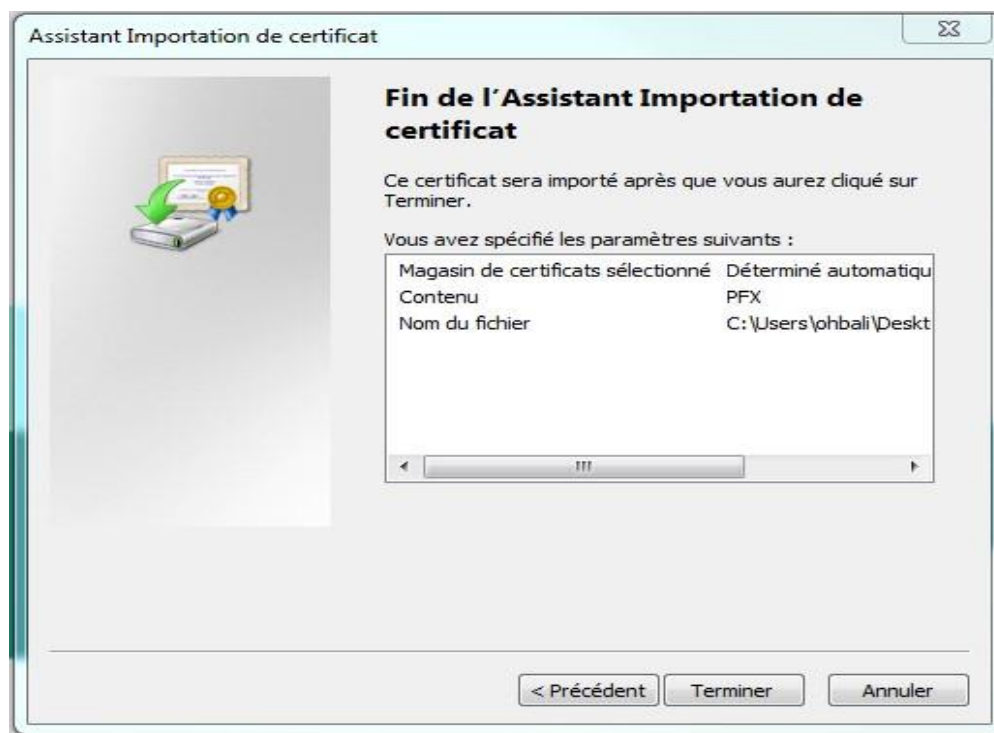 Assistant Importation de certificat
Fin de l'Assistant Importation de
certificat
Ce certificat sera importé après que vous aurez cliqué sur
Terminer.
Vous avez spécifié les paramètres suivants :
Magasin de certificats sélectionné Déterminé automatiqu
Contenu PFX
Nom du fichier C:\Users\ohbali\Deskt
< Précédent Terminer Annuler